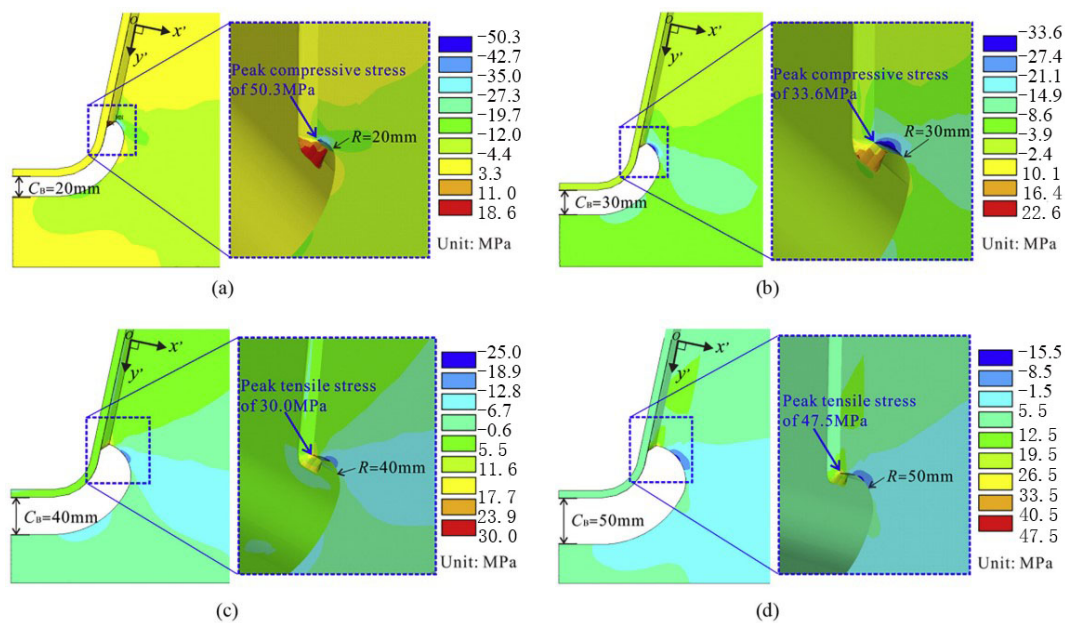 O
x'
y'
Peak compressive stress
of 50.3MPa
R=20mm
C_B=20mm
−50.3
−42.7
−35.0
−27.3
−19.7
−12.0
−4.4
3.3
11.0
18.6
Unit: MPa
(a)
O
x'
y'
Peak compressive stress
of 33.6MPa
R=30mm
C_B=30mm
−33.6
−27.4
−21.1
−14.9
−8.6
−3.9
−2.4
10.1
16.4
22.6
Unit: MPa
(b)
O
x'
y'
Peak tensile stress
of 30.0MPa
R=40mm
C_B=40mm
−25.0
−18.9
−12.8
−6.7
−0.6
5.5
11.6
17.7
23.9
30.0
Unit: MPa
(c)
O
x'
y'
Peak tensile stress
of 47.5MPa
R=50mm
C_B=50mm
−15.5
−8.5
−1.5
5.5
12.5
19.5
26.5
33.5
40.5
47.5
Unit: MPa
(d)